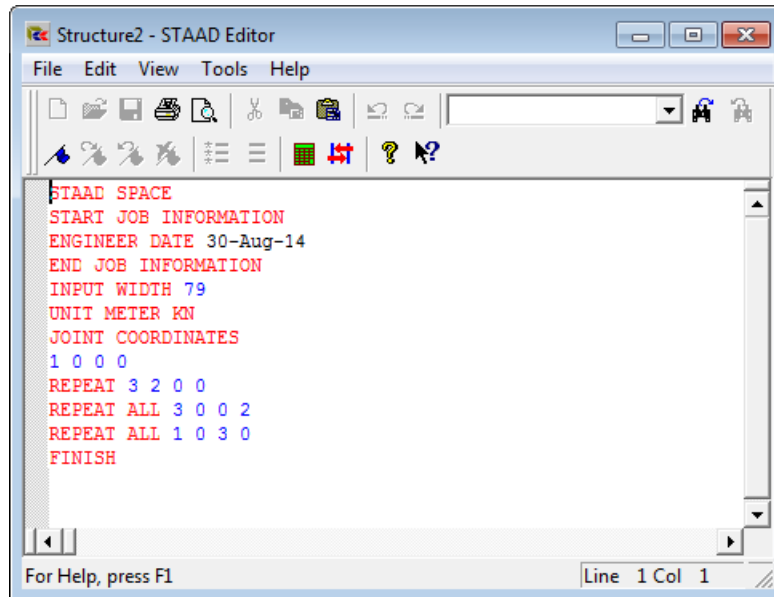 Structure2 - STAAD Editor
File Edit View Tools Help
STAAD SPACE
START JOB INFORMATION
ENGINEER DATE 30-Aug-14
END JOB INFORMATION
INPUT WIDTH 79
UNIT METER KN
JOINT COORDINATES
1 0 0 0
REPEAT 3 2 0 0
REPEAT ALL 3 0 0 2
REPEAT ALL 1 0 3 0
FINISH
For Help, press F1 Line 1 Col 1